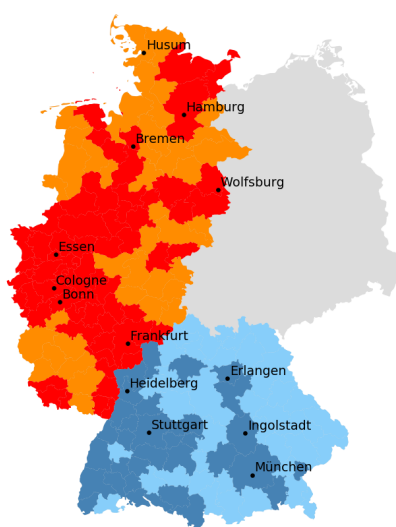 Husum
Hamburg
Bremen
Wolfsburg
Essen
Cologne
Bonn
Frankfurt
Erlangen
Heidelberg
Stuttgart
Ingolstadt
München